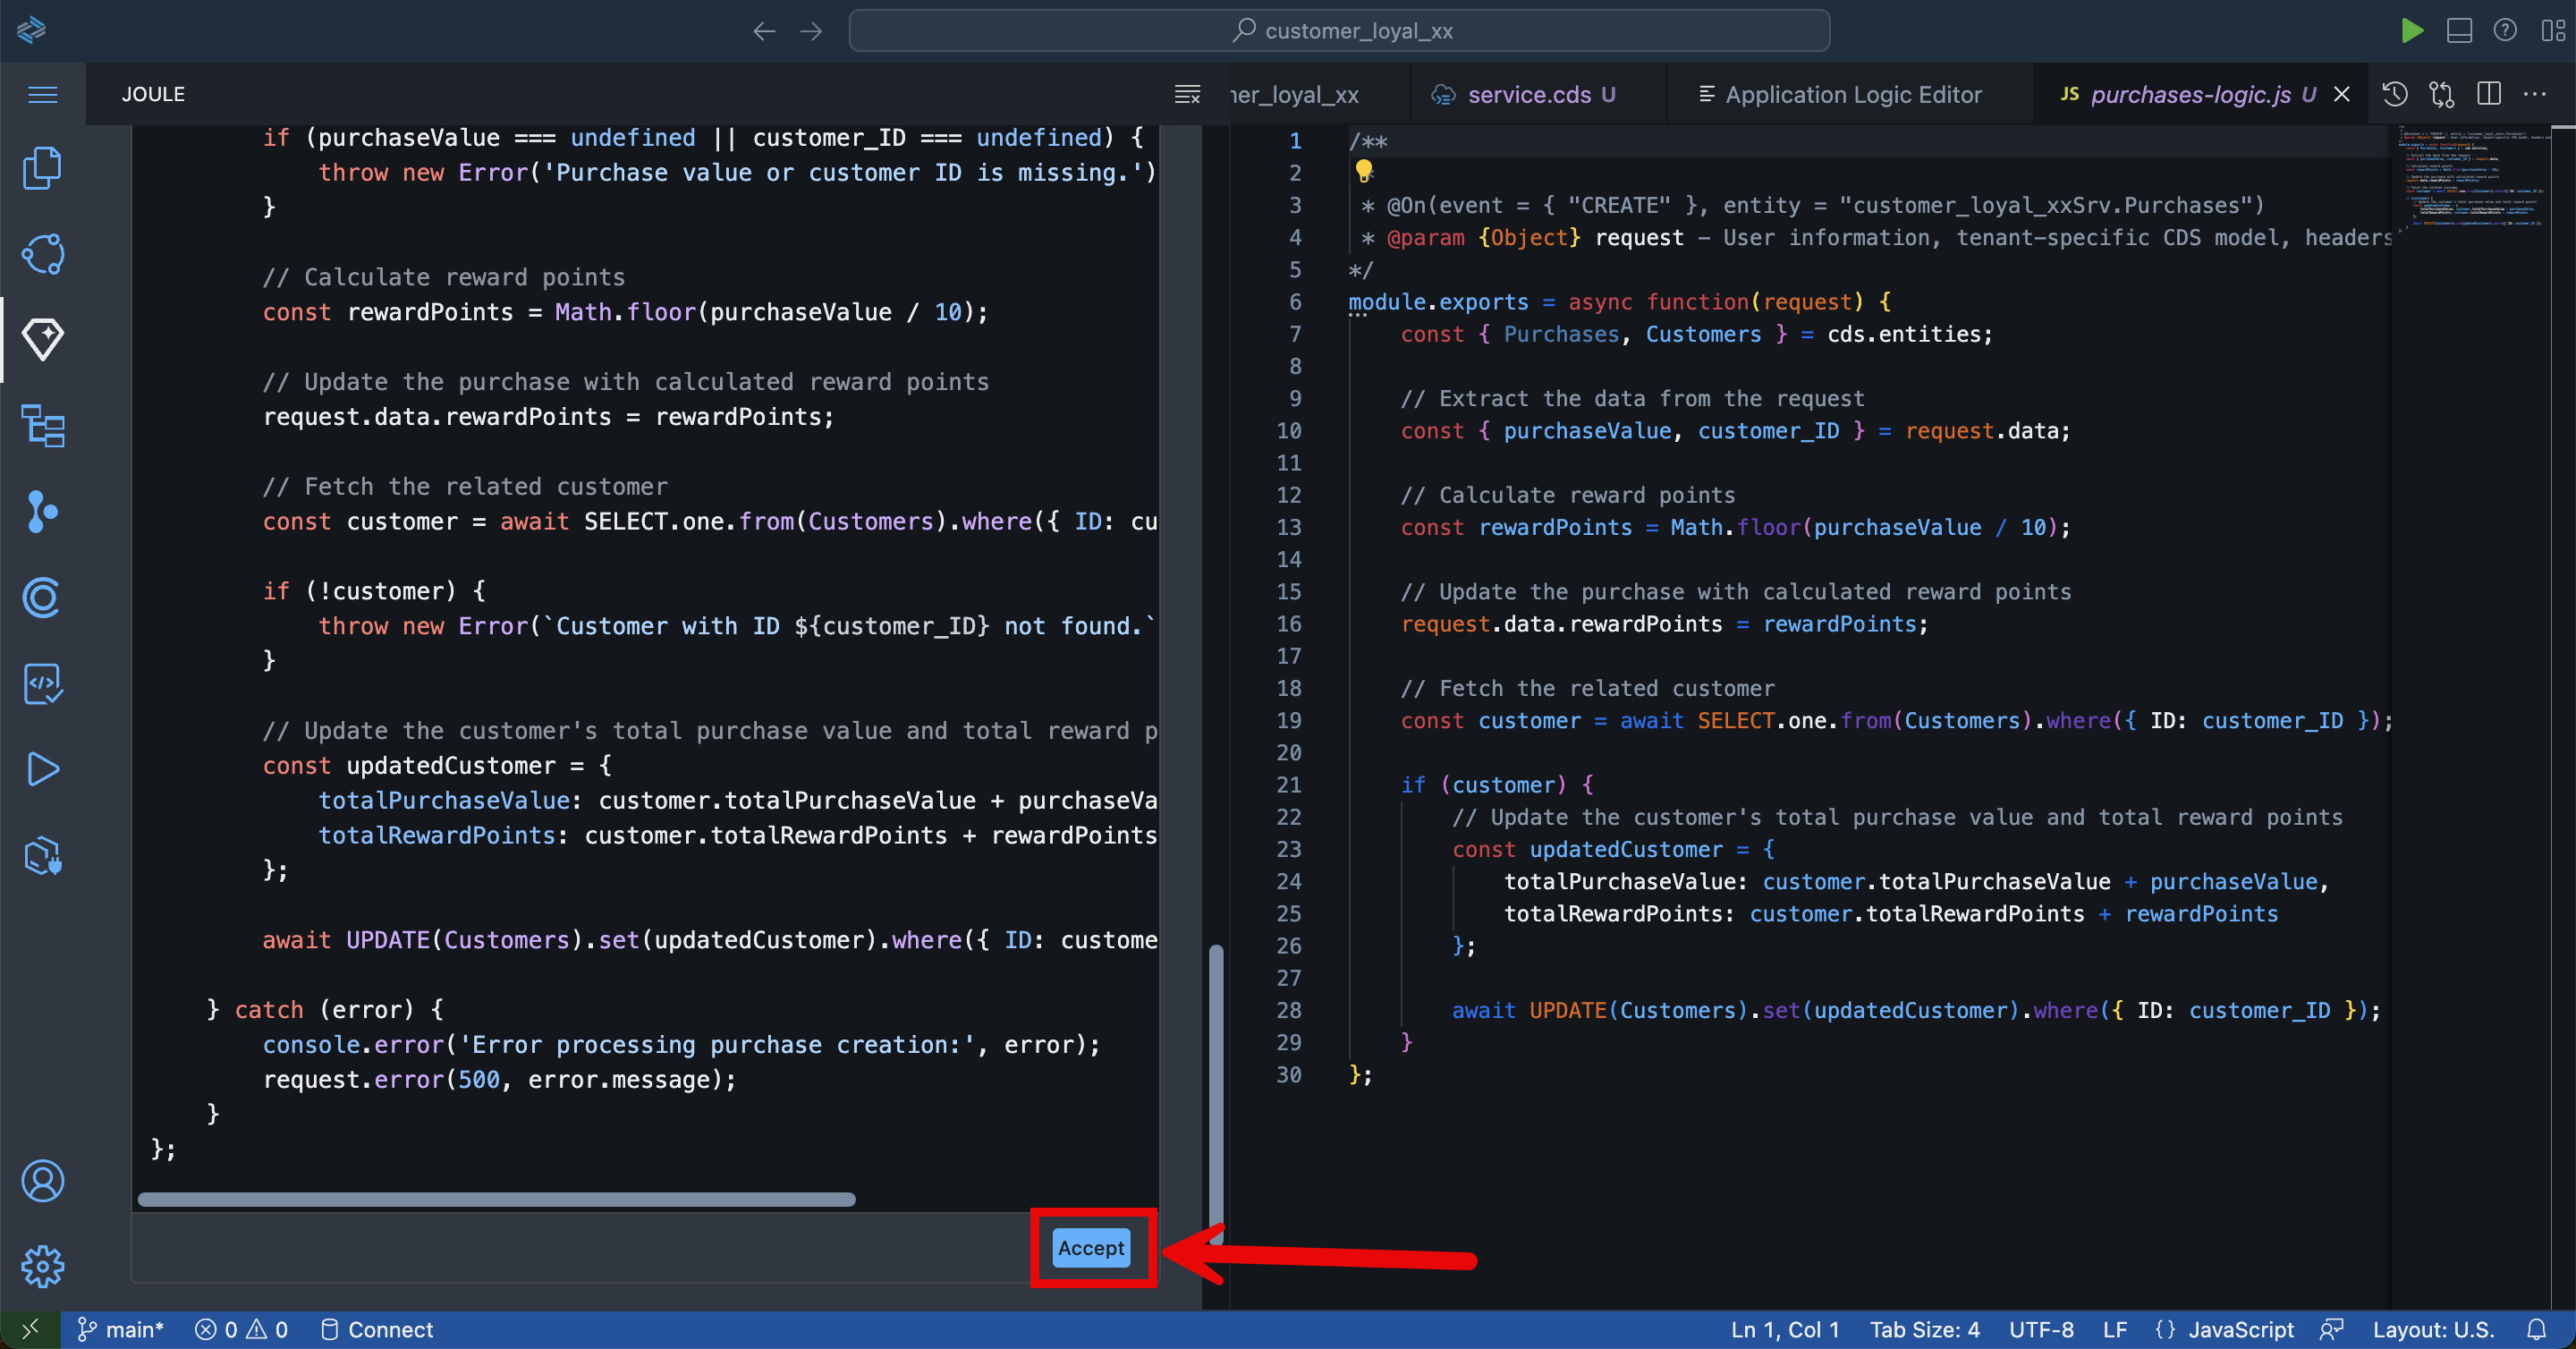 customer_loyal_xx
JOULE
ner_loyal_xx
service.cds U
Application Logic Editor
JS purchases-logic.js U
if (purchaseValue === undefined || customer_ID === undefined) {
throw new Error('Purchase value or customer ID is missing.')
}
// Calculate reward points
const rewardPoints = Math.floor(purchaseValue / 10);
// Update the purchase with calculated reward points
request.data.rewardPoints = rewardPoints;
// Fetch the related customer
const customer = await SELECT.one.from(Customers).where({ ID: cu
if (!customer) {
throw new Error(`Customer with ID ${customer_ID} not found.`
}
// Update the customer's total purchase value and total reward p
const updatedCustomer = {
totalPurchaseValue: customer.totalPurchaseValue + purchaseVa
totalRewardPoints: customer.totalRewardPoints + rewardPoints
};
await UPDATE(Customers).set(updatedCustomer).where({ ID: custome
} catch (error) {
console.error('Error processing purchase creation:', error);
request.error(500, error.message);
}
};
Accept
1 /**
2
3 * @On(event = { "CREATE" }, entity = "customer_loyal_xxSrv.Purchases")
4 * @param {Object} request - User information, tenant-specific CDS model, headers
5 */
6 module.exports = async function(request) {
7 const { Purchases, Customers } = cds.entities;
8
9 // Extract the data from the request
10 const { purchaseValue, customer_ID } = request.data;
11
12 // Calculate reward points
13 const rewardPoints = Math.floor(purchaseValue / 10);
14
15 // Update the purchase with calculated reward points
16 request.data.rewardPoints = rewardPoints;
17
18 // Fetch the related customer
19 const customer = await SELECT.one.from(Customers).where({ ID: customer_ID });
20
21 if (customer) {
22 // Update the customer's total purchase value and total reward points
23 const updatedCustomer = {
24 totalPurchaseValue: customer.totalPurchaseValue + purchaseValue,
25 totalRewardPoints: customer.totalRewardPoints + rewardPoints
26 };
27
28 await UPDATE(Customers).set(updatedCustomer).where({ ID: customer_ID });
29 }
30 };
main* 0 0 Connect
Ln 1, Col 1 Tab Size: 4 UTF-8 LF {} JavaScript Layout: U.S.